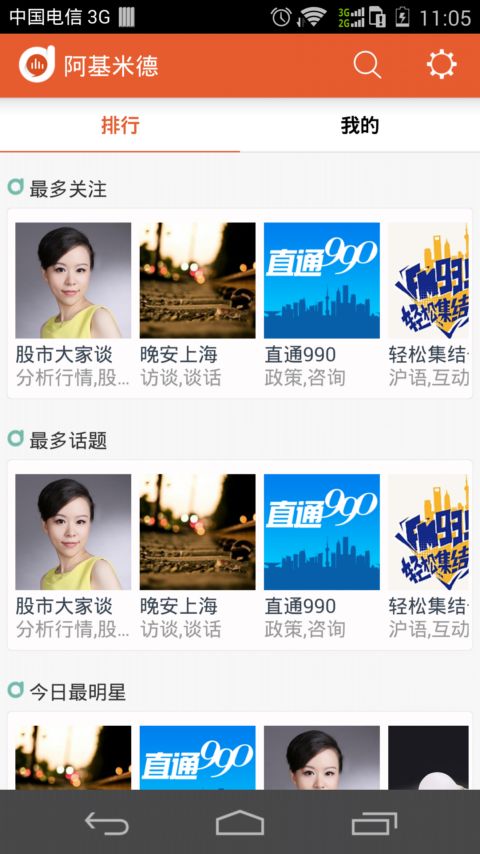 中国电信 3G
3G
2G
11:05
阿基米德
排行
我的
最多关注
直通990
FM93
轻松集结
股市大家谈
晚安上海
直通990
轻松集结
分析行情,股...
访谈,谈话
政策,咨询
沪语,互动
最多话题
直通990
FM93
轻松集结
股市大家谈
晚安上海
直通990
轻松集结
分析行情,股...
访谈,谈话
政策,咨询
沪语,互动
今日最明星
直通990